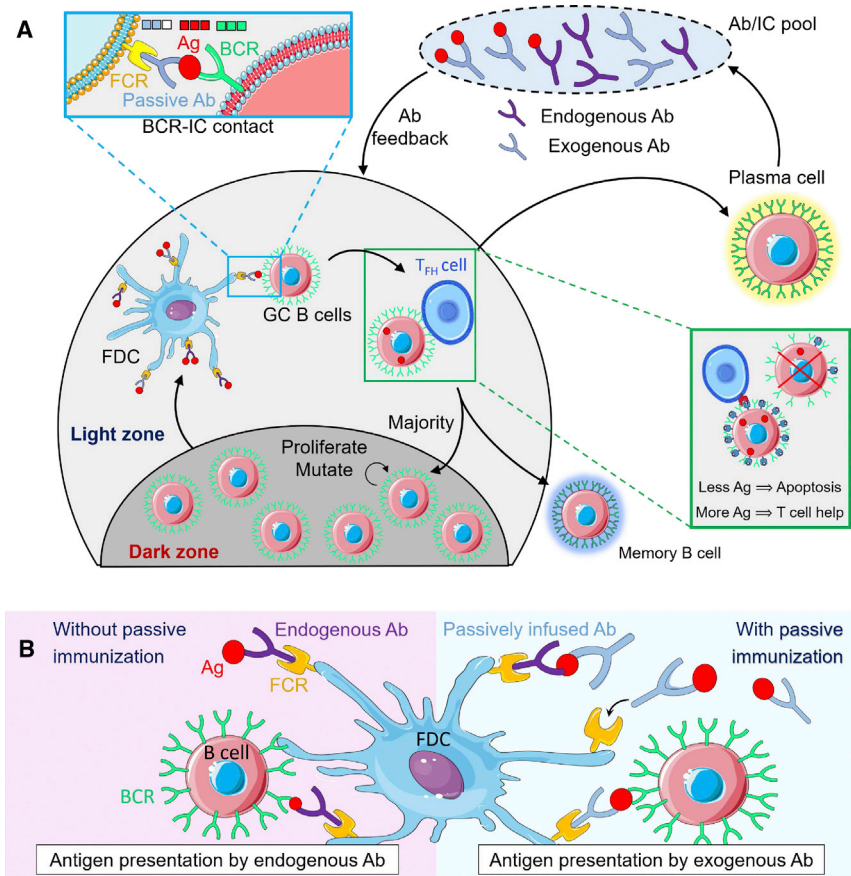 A
Ag
BCR
FCR
Passive Ab
BCR-IC contact
Ab/IC pool
Ab
feedback
Endogenous Ab
Exogenous Ab
Plasma cell
TFH cell
GC B cells
FDC
Light zone
Majority
Proliferate
Mutate
Dark zone
Memory B cell
Less Ag ⟹ Apoptosis
More Ag ⟹ T cell help
B
Without passive
immunization
Endogenous Ab
Ag
FCR
Passively infused Ab
With passive
immunization
B cell
FDC
BCR
Antigen presentation by endogenous Ab
Antigen presentation by exogenous Ab